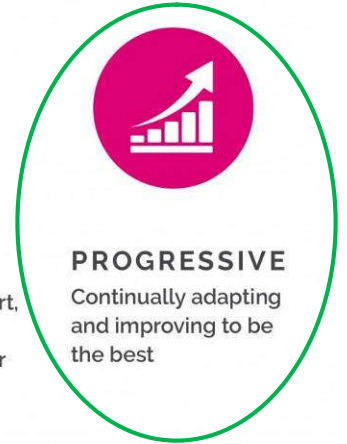 PROGRESSIVE
Continually adapting
and improving to be
the best